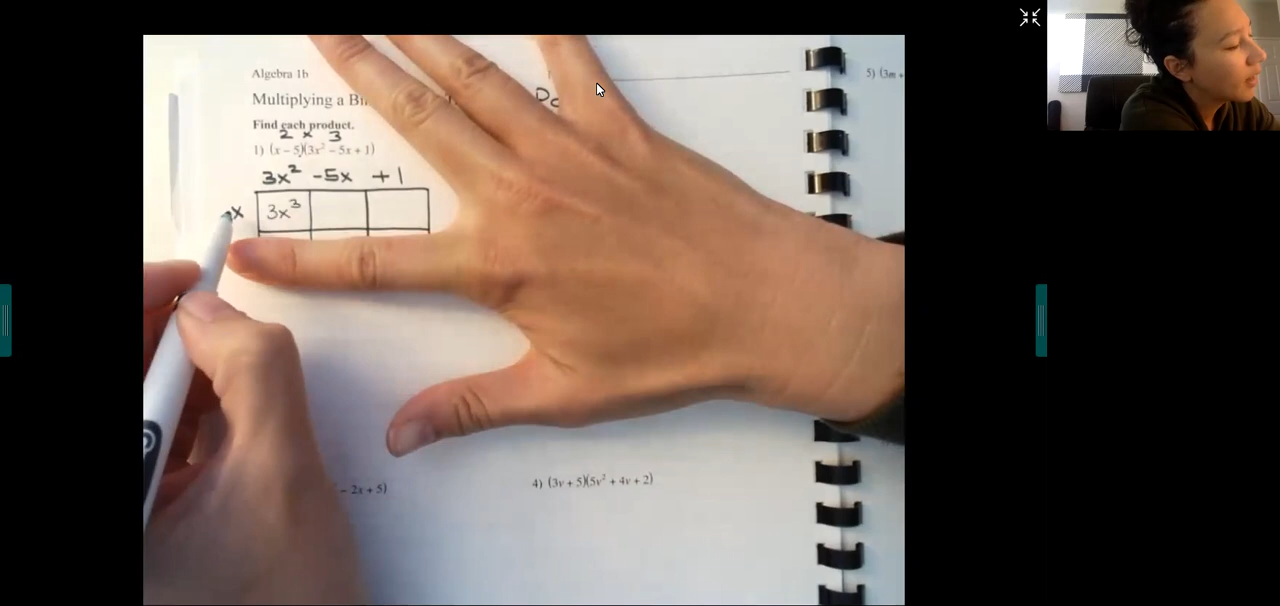 Algebra 1b
Multiplying a
Find each product.
2 x 3
1) (x − 5)(3x² − 5x + 1)
3x² -5x +1
x 3x³
− 2x + 5)
4) (3v + 5)(5v² + 4v + 2)
5) (3m +